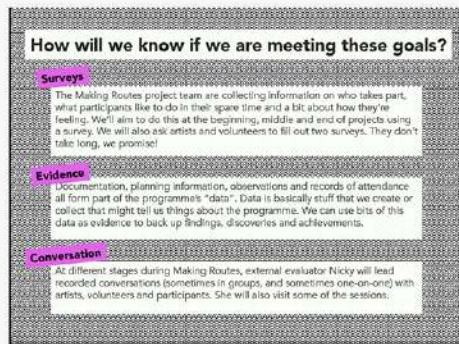 How will we know if we are meeting these goals?
Surveys
The Making Routes project team are collecting information on who takes part,
what participants like to do in their spare time and a bit about how they're
feeling. We'll aim to do this at the beginning, middle and end of projects using
a survey. We will also ask artists and volunteers to fill out two surveys. They don't
take long, we promise!
Evidence
Documentation, planning information, observations and records of attendance
all form part of the programme's "data". Data is basically stuff that we create or
collect that might tell us things about the programme. We can use bits of this
data as evidence to back up findings, discoveries and achievements.
Conversation
At different stages during Making Routes, external evaluator Nicky will lead
recorded conversations (sometimes in groups, and sometimes one-on-one) with
artists, volunteers and participants. She will also visit some of the sessions.